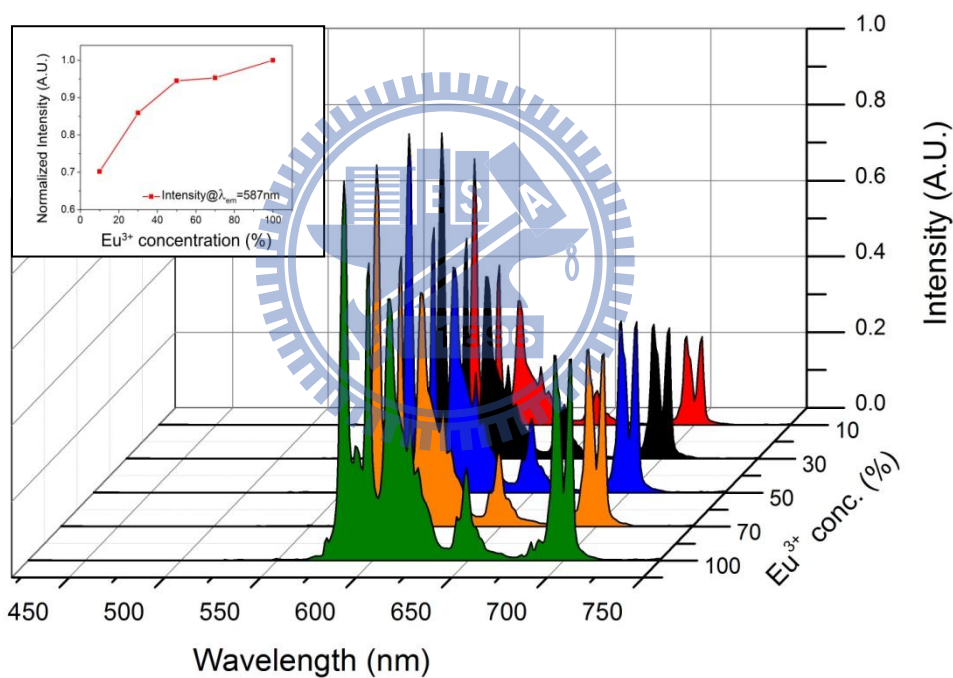 Normalized Intensity (A.U.)
1.0
0.9
0.8
0.7
0.6
0 20 40 60 80 100
Intensity@λem=587nm
Eu³⁺ concentration (%)
1.0
0.8
0.6
0.4
0.2
0.0
Intensity (A.U.)
10
30
50
70
100
Eu³⁺ conc. (%)
450 500 550 600 650 700 750
Wavelength (nm)
E S A
8
1896